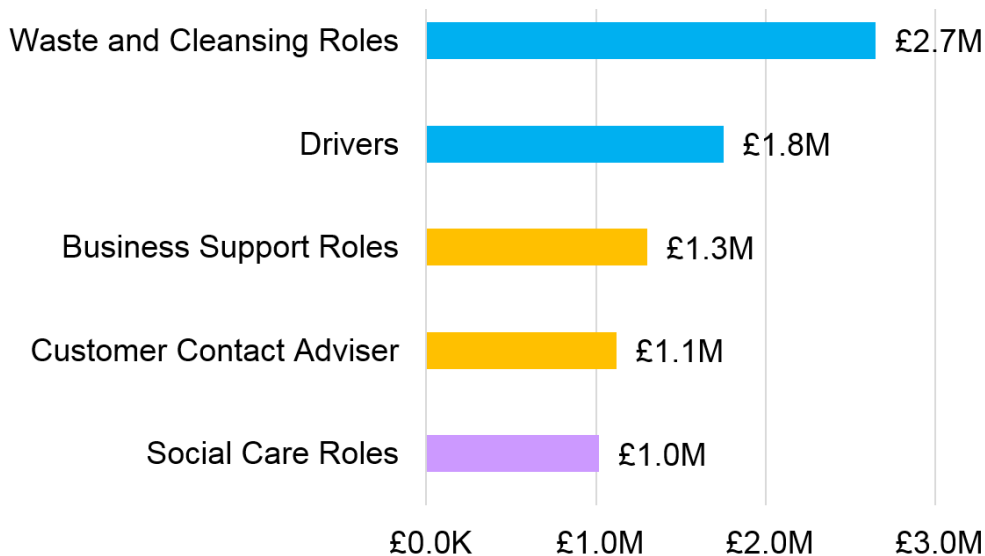 Waste and Cleansing Roles £2.7M
Drivers £1.8M
Business Support Roles £1.3M
Customer Contact Adviser £1.1M
Social Care Roles £1.0M
£0.0K £1.0M £2.0M £3.0M